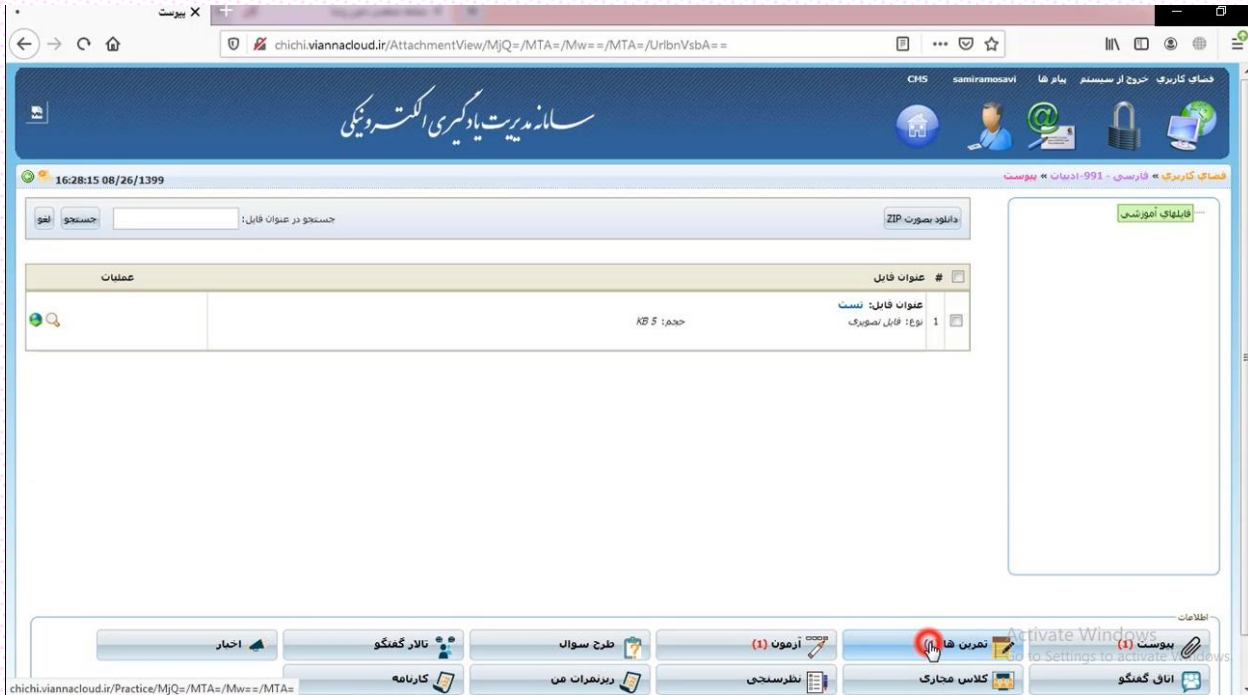 پیوست
chichi.viannacloud.ir/AttachmentView/MjQ=/MTA=/Mw==/MTA=/UrlbnVsbA==
فضای کاربری خروج از سیستم پیام ها samiramosavi CMS
سامانه مدیریت یادگیری الکترونیکی
فضای کاربری » فارسی - 991-ادبیات » پیوست
16:28:15 08/26/1399
فایلهای آموزشی
دانلود بصورت ZIP
جستجو در عنوان فایل:
جستجو
لغو
# عنوان فایل
عملیات
عنوان فایل: تست
1 نوع: فایل تصویری
حجم: 5 KB
اطلاعات
پیوست (1)
تمرین ها
آزمون (1)
طرح سوال
تالار گفتگو
اخبار
اتاق گفتگو
کلاس مجازی
نظرسنجی
ریزنمرات من
کارنامه
Activate Windows
Go to Settings to activate Windows.
chichi.viannacloud.ir/Practice/MjQ=/MTA=/Mw==/MTA=